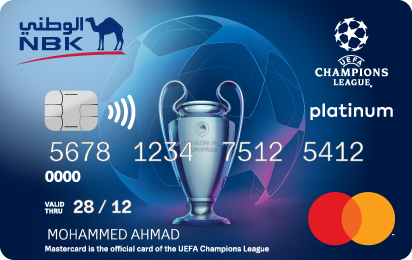 الوطني
NBK
UEFA
CHAMPIONS
LEAGUE
platinum
5678 1234 7512 5412
0000
VALID
THRU 28 / 12
MOHAMMED AHMAD
Mastercard is the official card of the UEFA Champions League